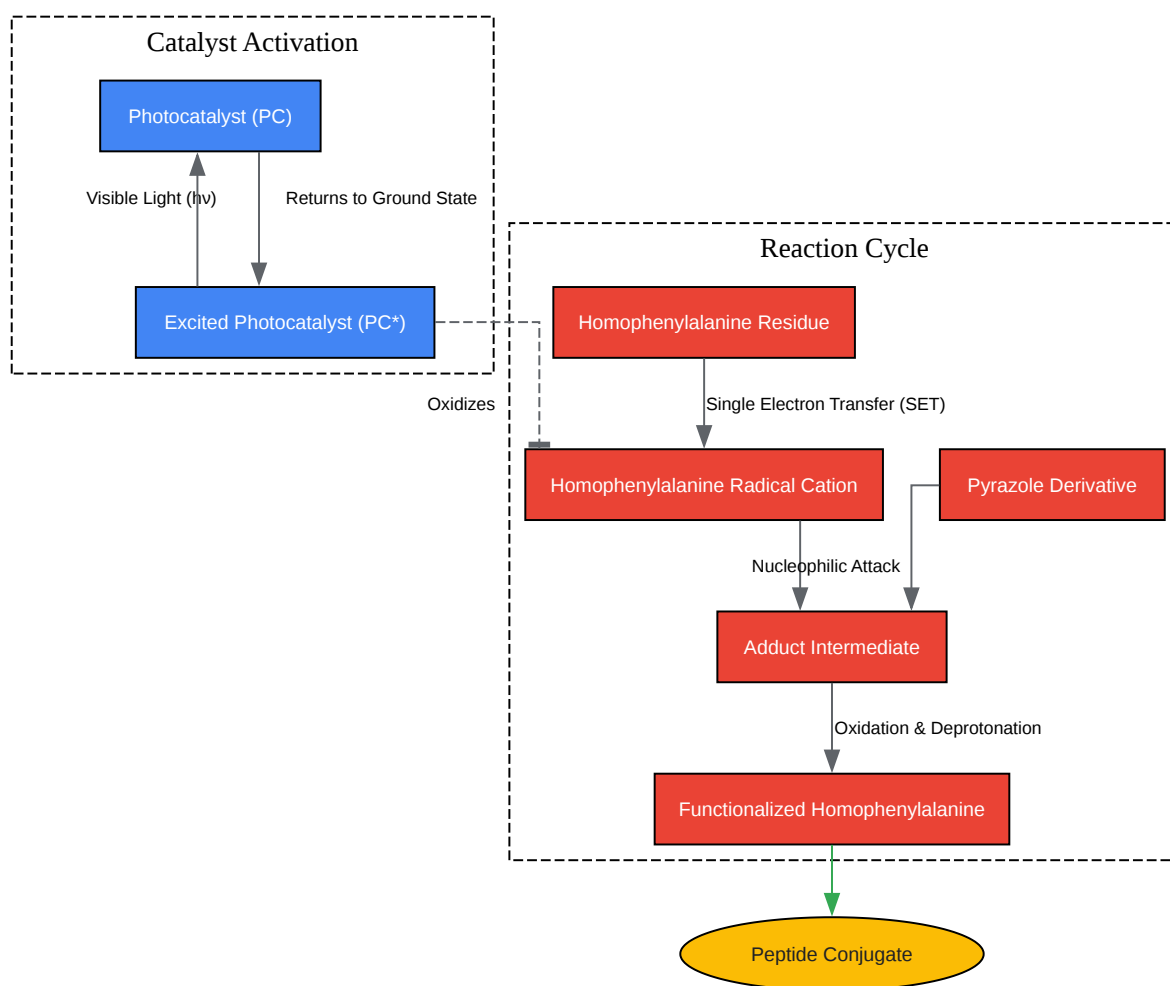 Catalyst Activation
Photocatalyst (PC)
Visible Light (hν)
Returns to Ground State
Excited Photocatalyst (PC*)
Oxidizes
Reaction Cycle
Homophenylalanine Residue
Single Electron Transfer (SET)
Homophenylalanine Radical Cation
Pyrazole Derivative
Nucleophilic Attack
Adduct Intermediate
Oxidation & Deprotonation
Functionalized Homophenylalanine
Peptide Conjugate